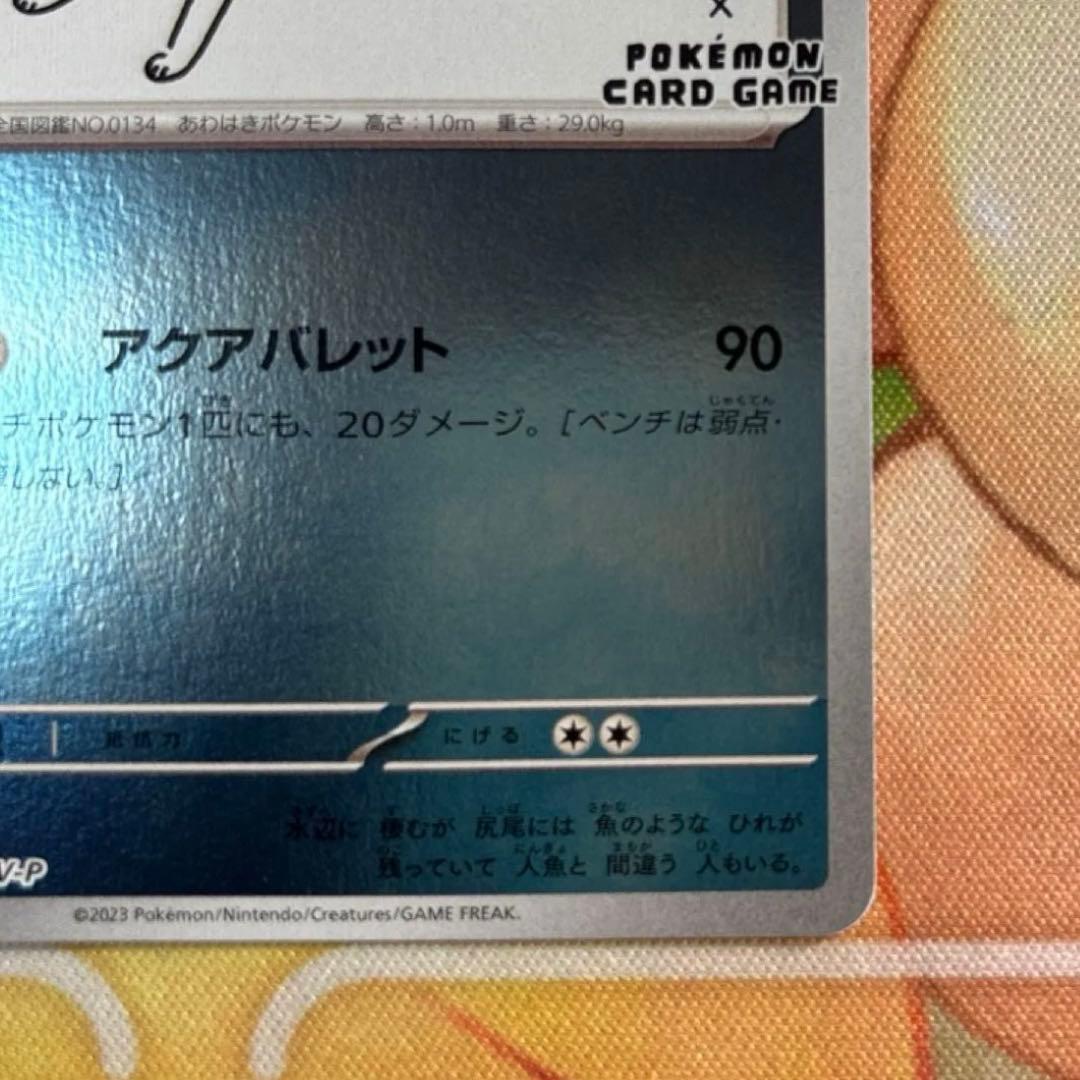 ×
POKÉMON
CARD GAME
全国図鑑NO.0134 あわはきポケモン 高さ:1.0m 重さ:29.0kg
アクアバレット 90
チポケモン1匹にも、20ダメージ。[ベンチは弱点・
しない。]
抵抗力 にげる
水辺に 棲むが 尻尾には 魚のような ひれが
残っていて 人魚と 間違う 人もいる。
V-P
©2023 Pokémon/Nintendo/Creatures/GAME FREAK.